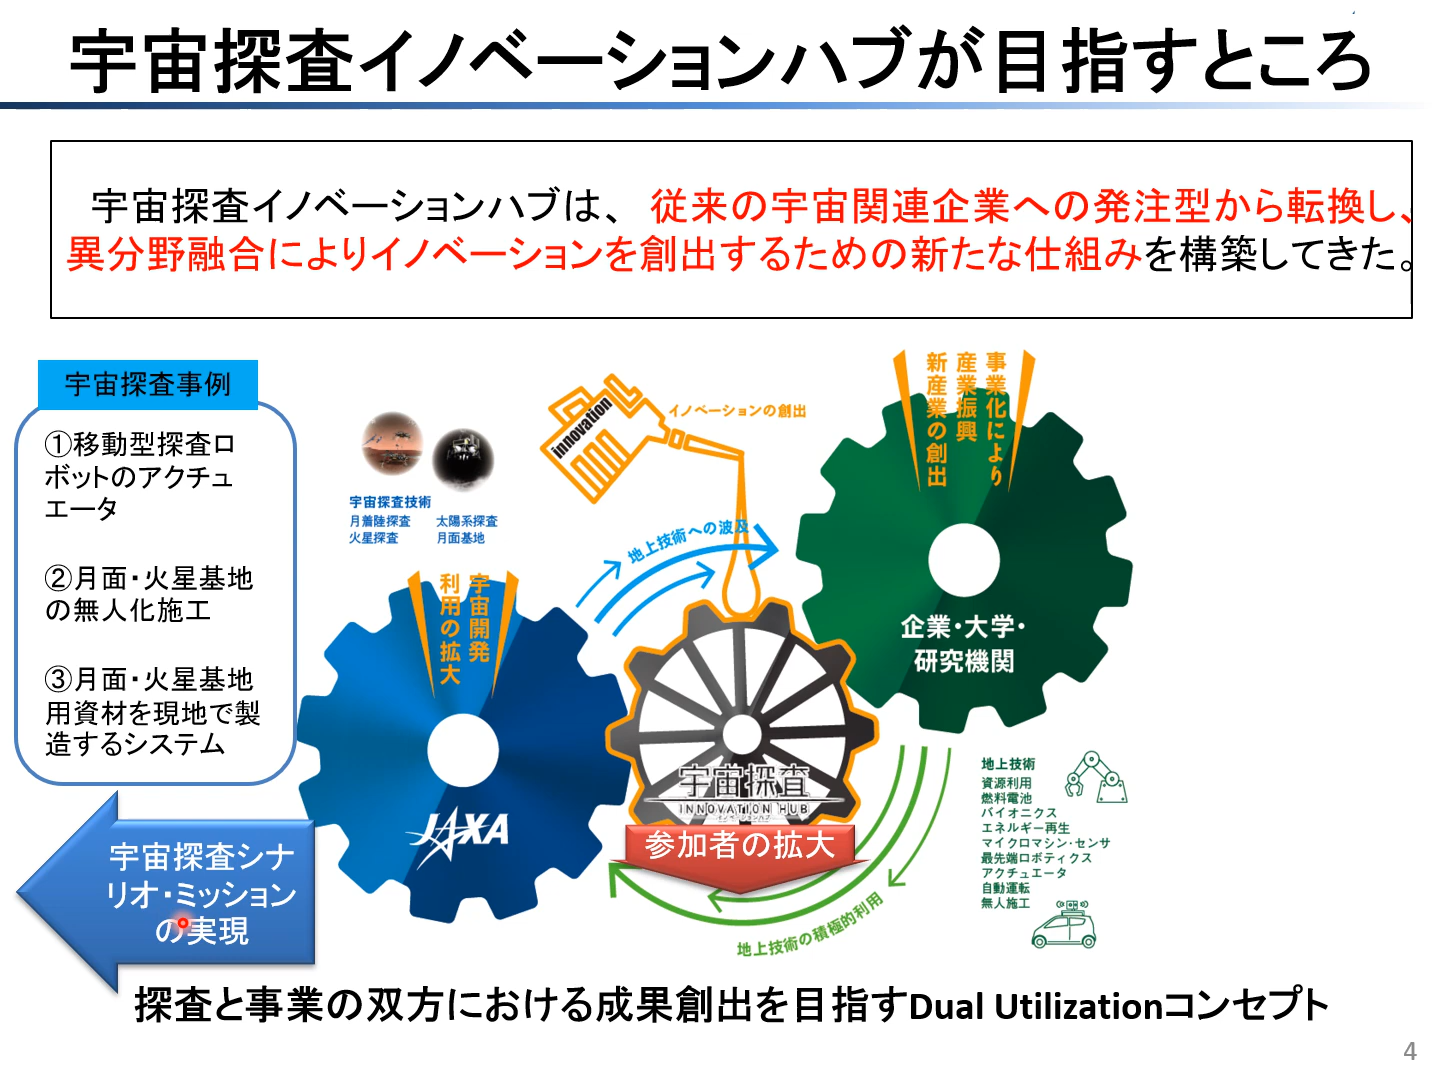 宇宙探査イノベーションハブが目指すところ
宇宙探査イノベーションハブは、従来の宇宙関連企業への発注型から転換し、
異分野融合によりイノベーションを創出するための新たな仕組みを構築してきた。
宇宙探査事例
①移動型探査ロ
ボットのアクチュ
エータ
②月面・火星基地
の無人化施工
③月面・火星基地
用資材を現地で製
造するシステム
宇宙探査シナ
リオ・ミッション
の実現
宇宙探査技術
月着陸探査 太陽系探査
火星探査 月面基地
innovation
イノベーションの創出
地上技術への波及
事業化により
産業振興
新産業の創出
企業・大学・
研究機関
宇宙開発
利用の拡大
JAXA
宇宙探査
INNOVATION HUB
イノベーションハブ
参加者の拡大
地上技術の積極的利用
地上技術
資源利用
燃料電池
バイオニクス
エネルギー再生
マイクロマシン・センサ
最先端ロボティクス
アクチュエータ
自動運転
無人施工
探査と事業の双方における成果創出を目指すDual Utilizationコンセプト
4